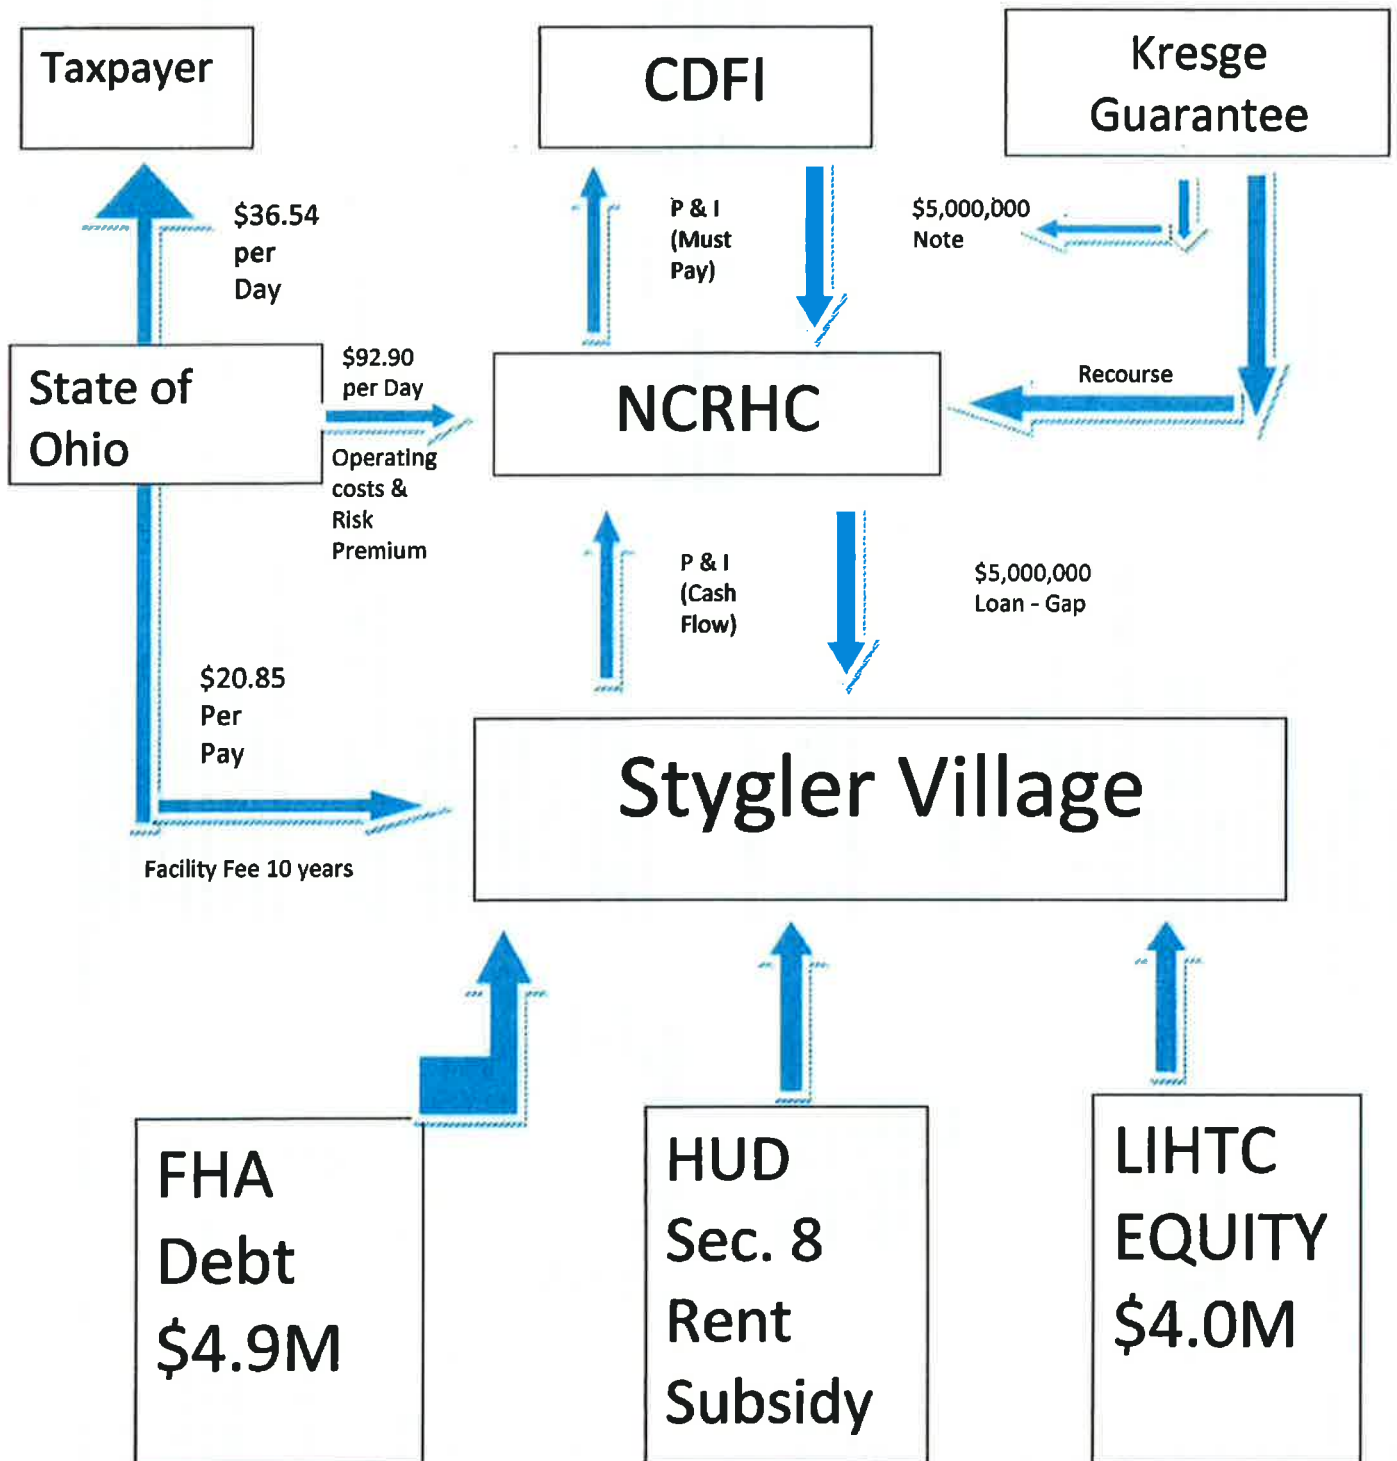 Taxpayer
CDFI
Kresge
Guarantee
$36.54
per
Day
P & I
(Must
Pay)
$5,000,000
Note
State of
Ohio
$92.90
per Day
Operating
costs &
Risk
Premium
NCRHC
Recourse
P & I
(Cash
Flow)
$5,000,000
Loan - Gap
$20.85
Per
Pay
Facility Fee 10 years
Stygler Village
FHA
Debt
$4.9M
HUD
Sec. 8
Rent
Subsidy
LIHTC
EQUITY
$4.0M